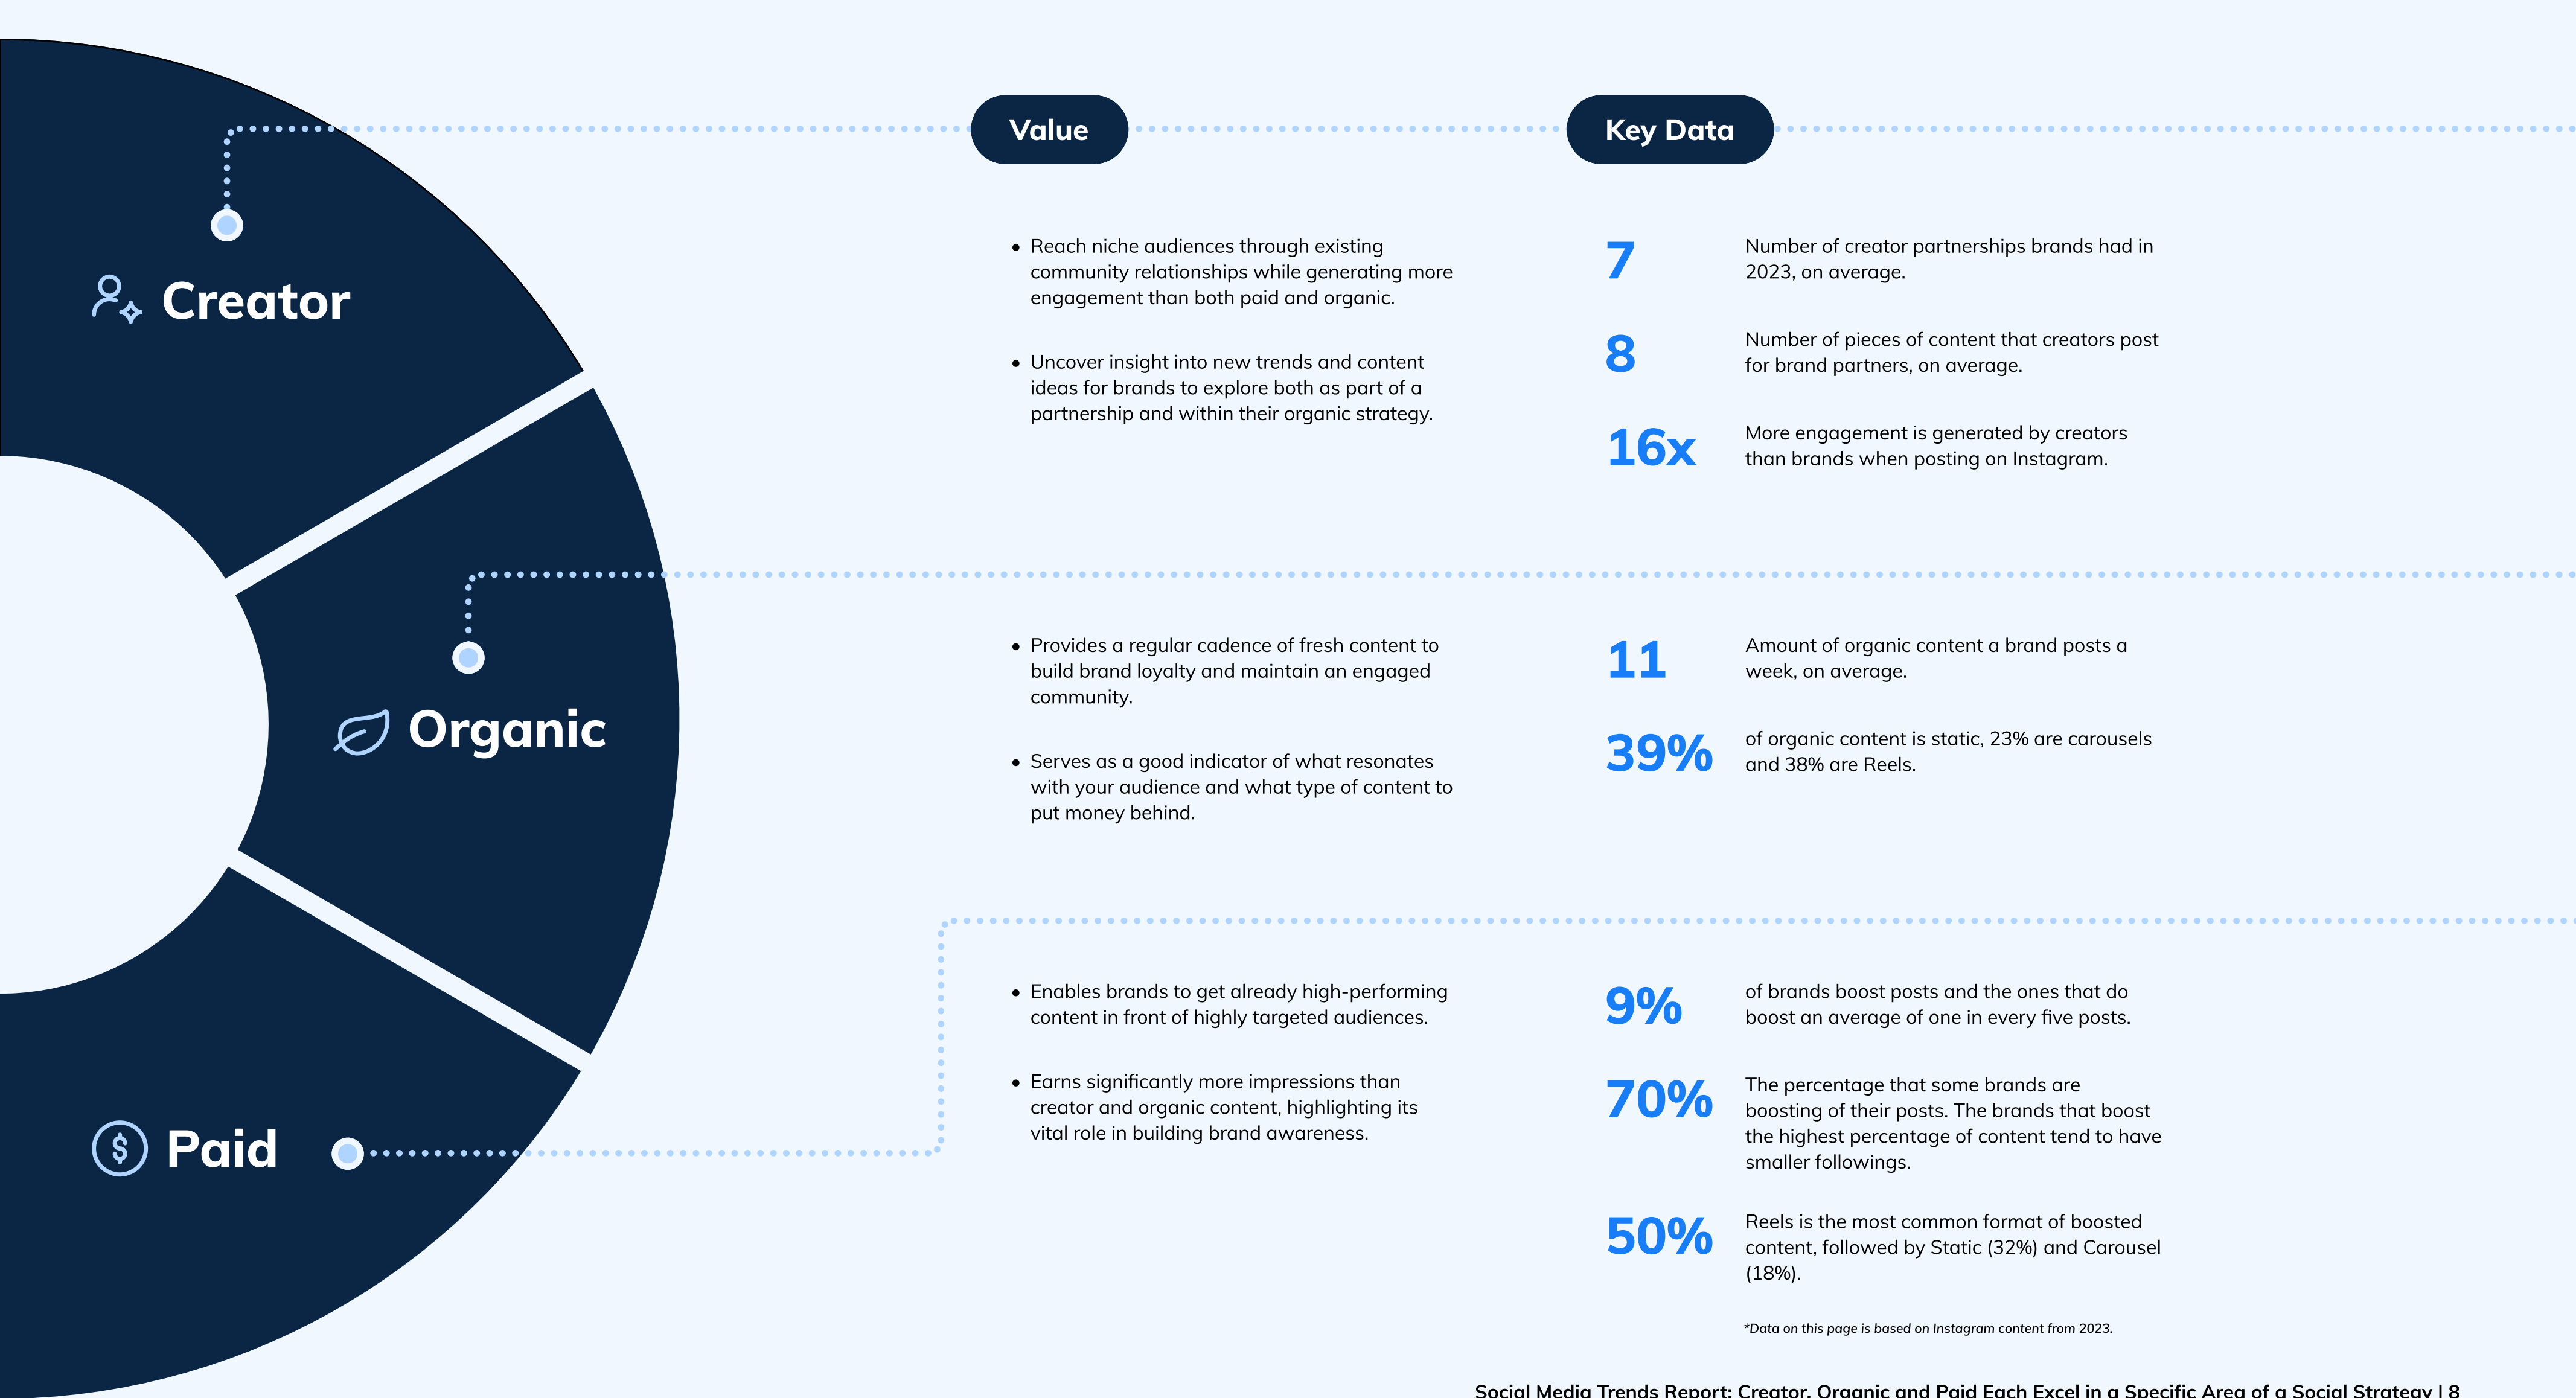 Value
Key Data
Creator
Reach niche audiences through existing
community relationships while generating more
engagement than both paid and organic.
Uncover insight into new trends and content
ideas for brands to explore both as part of a
partnership and within their organic strategy.
7
Number of creator partnerships brands had in
2023, on average.
8
Number of pieces of content that creators post
for brand partners, on average.
16x
More engagement is generated by creators
than brands when posting on Instagram.
Organic
Provides a regular cadence of fresh content to
build brand loyalty and maintain an engaged
community.
Serves as a good indicator of what resonates
with your audience and what type of content to
put money behind.
11
Amount of organic content a brand posts a
week, on average.
39%
of organic content is static, 23% are carousels
and 38% are Reels.
Paid
Enables brands to get already high-performing
content in front of highly targeted audiences.
Earns significantly more impressions than
creator and organic content, highlighting its
vital role in building brand awareness.
9%
of brands boost posts and the ones that do
boost an average of one in every five posts.
70%
The percentage that some brands are
boosting of their posts. The brands that boost
the highest percentage of content tend to have
smaller followings.
50%
Reels is the most common format of boosted
content, followed by Static (32%) and Carousel
(18%).
*Data on this page is based on Instagram content from 2023.
Social Media Trends Report: Creator, Organic and Paid Each Excel in a Specific Area of a Social Strategy | 8